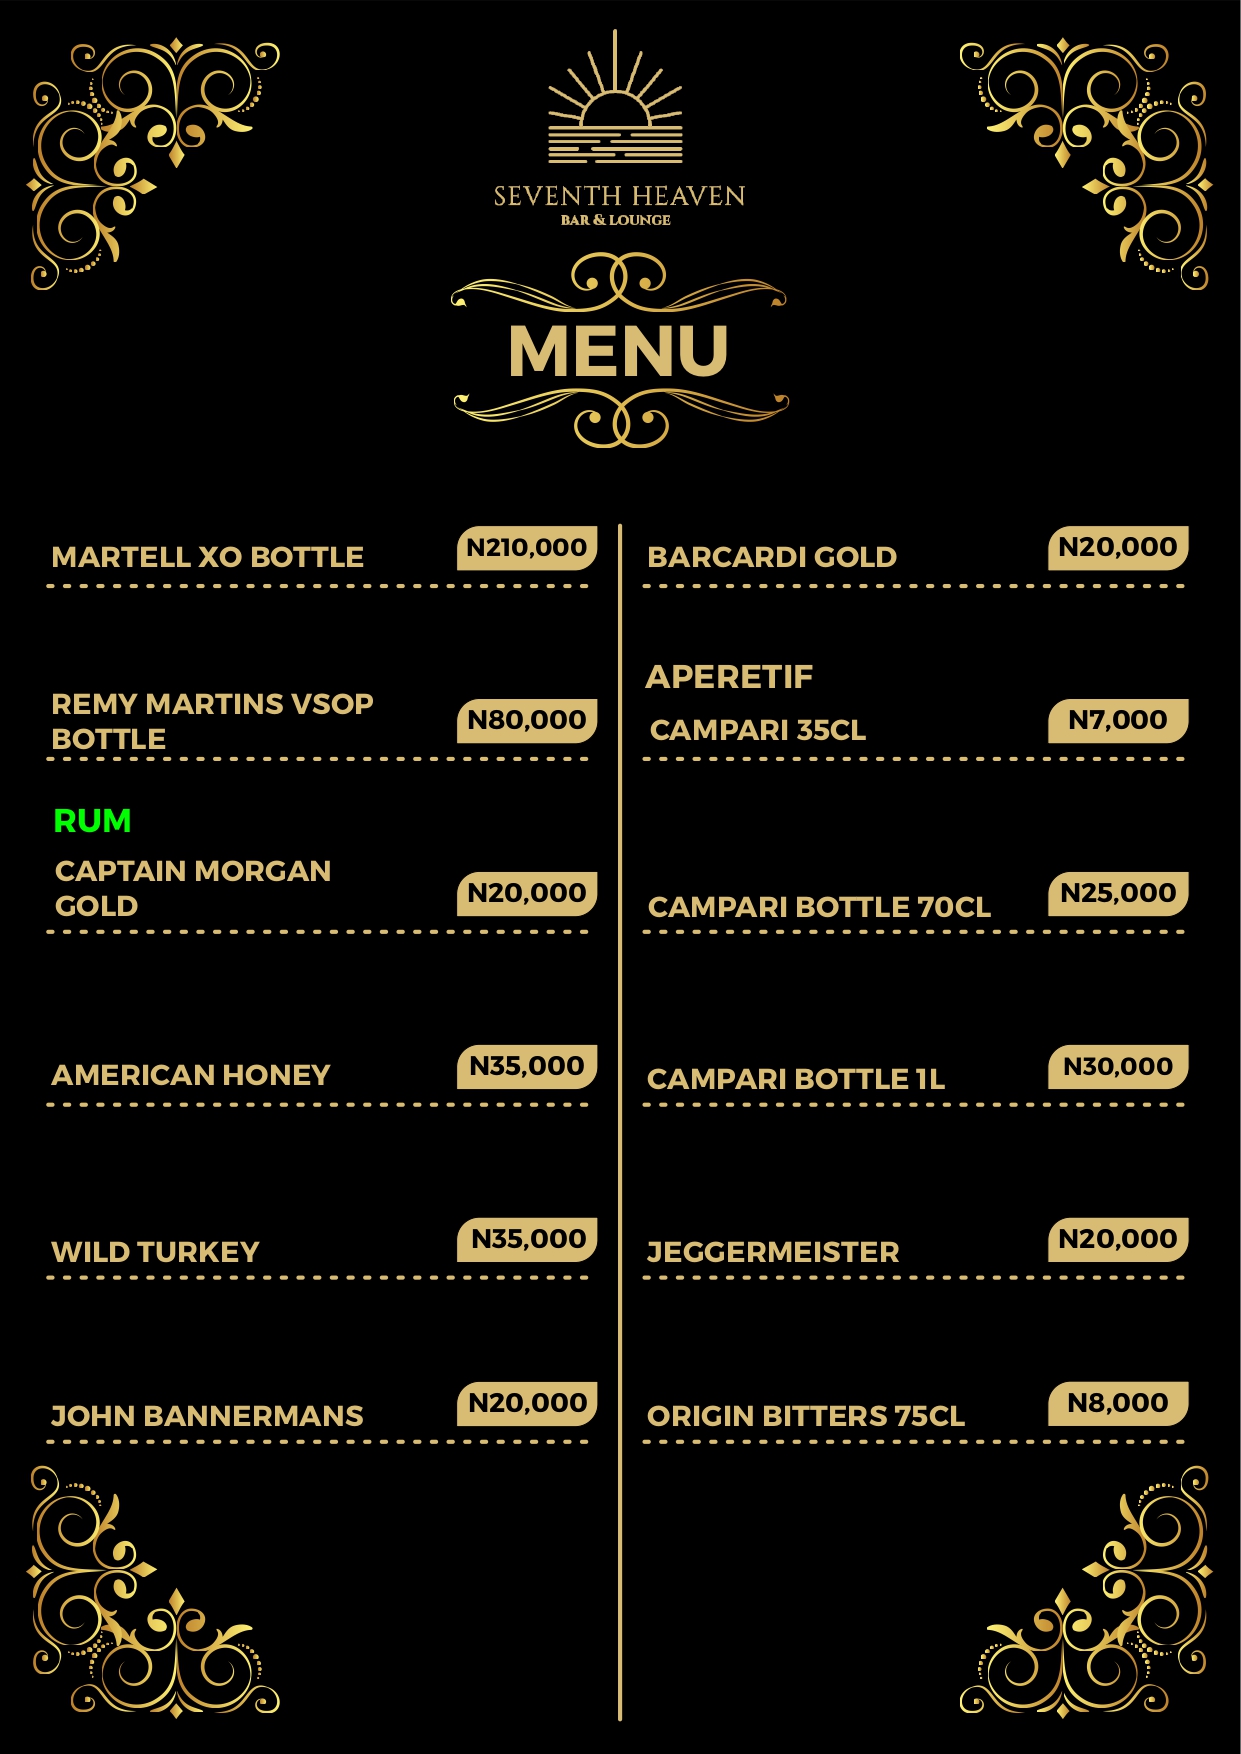 SEVENTH HEAVEN
BAR & LOUNGE
MENU
MARTELL XO BOTTLE N210,000
REMY MARTINS VSOP
BOTTLE N80,000
RUM
CAPTAIN MORGAN
GOLD N20,000
AMERICAN HONEY N35,000
WILD TURKEY N35,000
JOHN BANNERMANS N20,000
BARCARDI GOLD N20,000
APERETIF
CAMPARI 35CL N7,000
CAMPARI BOTTLE 70CL N25,000
CAMPARI BOTTLE 1L N30,000
JEGGERMEISTER N20,000
ORIGIN BITTERS 75CL N8,000